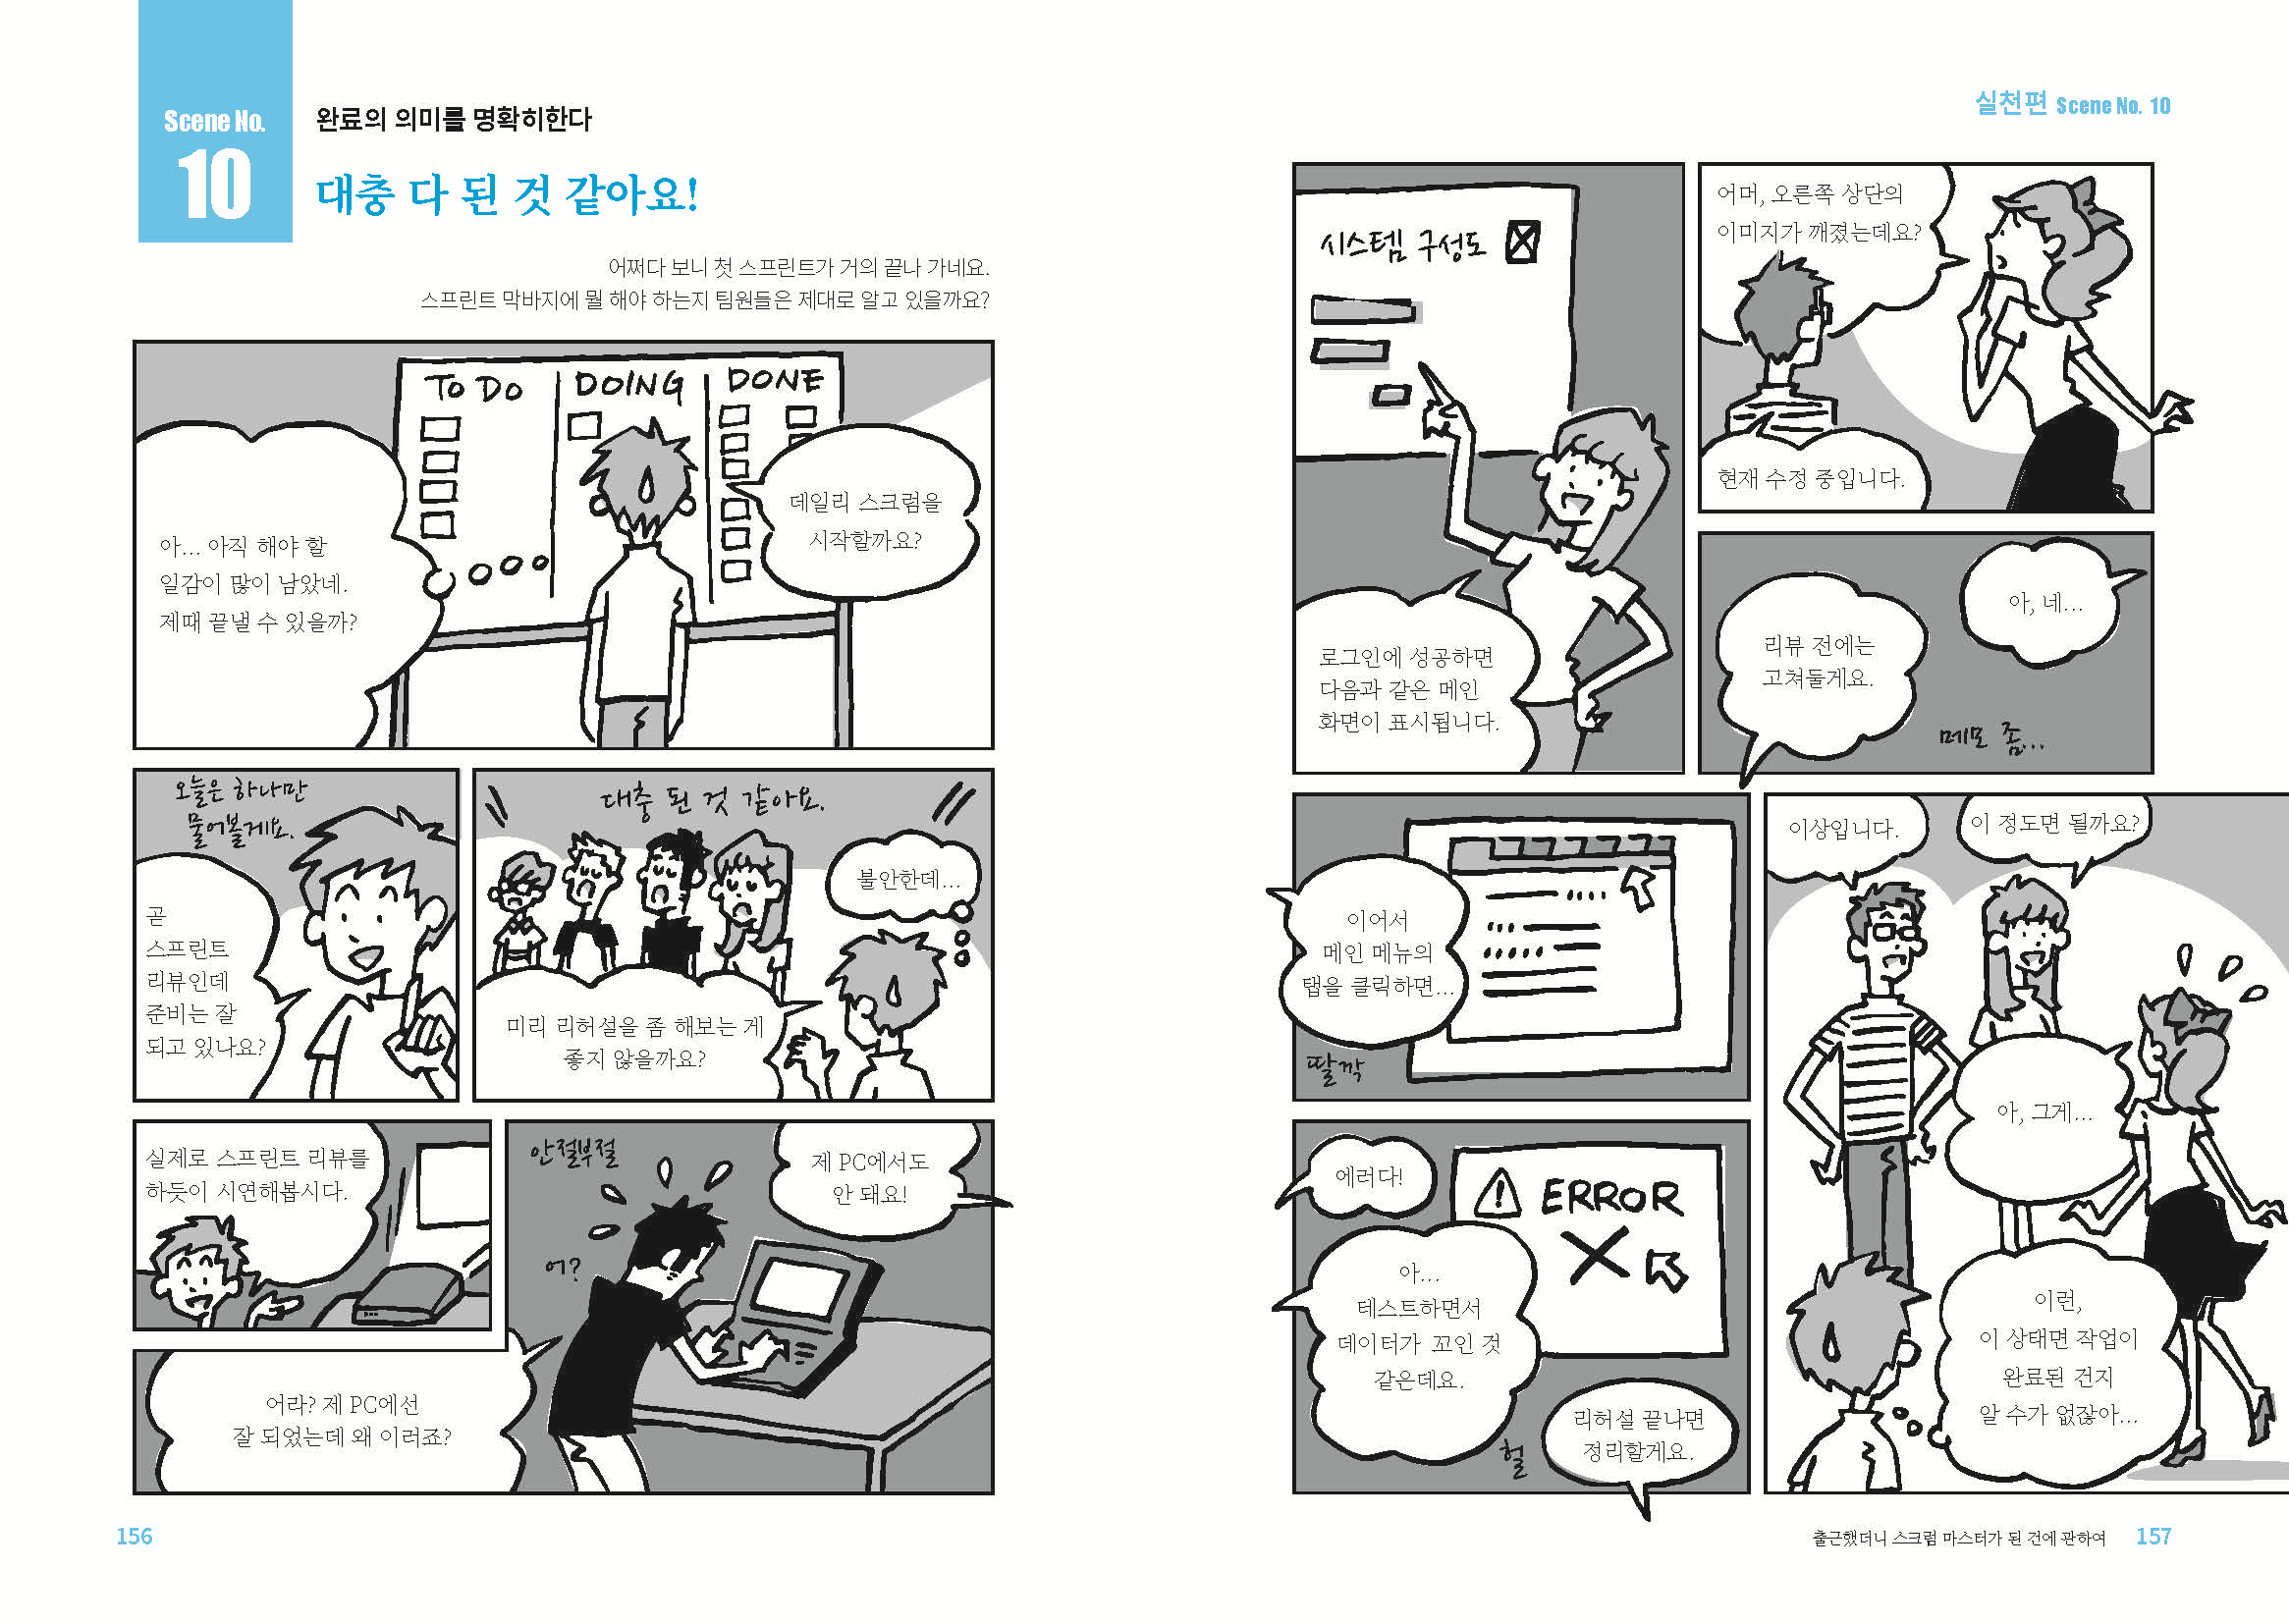 Scene No.
10
완료의 의미를 명확히한다
대충 다 된 것 같아요!
어쩌다 보니 첫 스프린트가 거의 끝나 가네요.
스프린트 막바지에 뭘 해야 하는지 팀원들은 제대로 알고 있을까요?
TO DO
DOING
DONE
데일리 스크럼을
시작할까요?
아... 아직 해야 할
일감이 많이 남았네.
제때 끝낼 수 있을까?
오늘은 하나만
물어볼게요.
곧
스프린트
리뷰인데
준비는 잘
되고 있나요?
대충 된 것 같아요.
불안한데...
미리 리허설을 좀 해보는 게
좋지 않을까요?
실제로 스프린트 리뷰를
하듯이 시연해봅시다.
안절부절
제 PC에서도
안 돼요!
어?
어라? 제 PC에선
잘 되었는데 왜 이러죠?
156
실천편 Scene No. 10
시스템 구성도
로그인에 성공하면
다음과 같은 메인
화면이 표시됩니다.
어머, 오른쪽 상단의
이미지가 깨졌는데요?
현재 수정 중입니다.
아, 네...
리뷰 전에는
고쳐둘게요.
메모 좀...
이어서
메인 메뉴의
탭을 클릭하면...
딸깍
에러다!
ERROR
아...
테스트하면서
데이터가 꼬인 것
같은데요.
헐
리허설 끝나면
정리할게요.
이상입니다.
이 정도면 될까요?
아, 그게...
이런,
이 상태면 작업이
완료된 건지
알 수가 없잖아...
출근했더니 스크럼 마스터가 된 건에 관하여
157